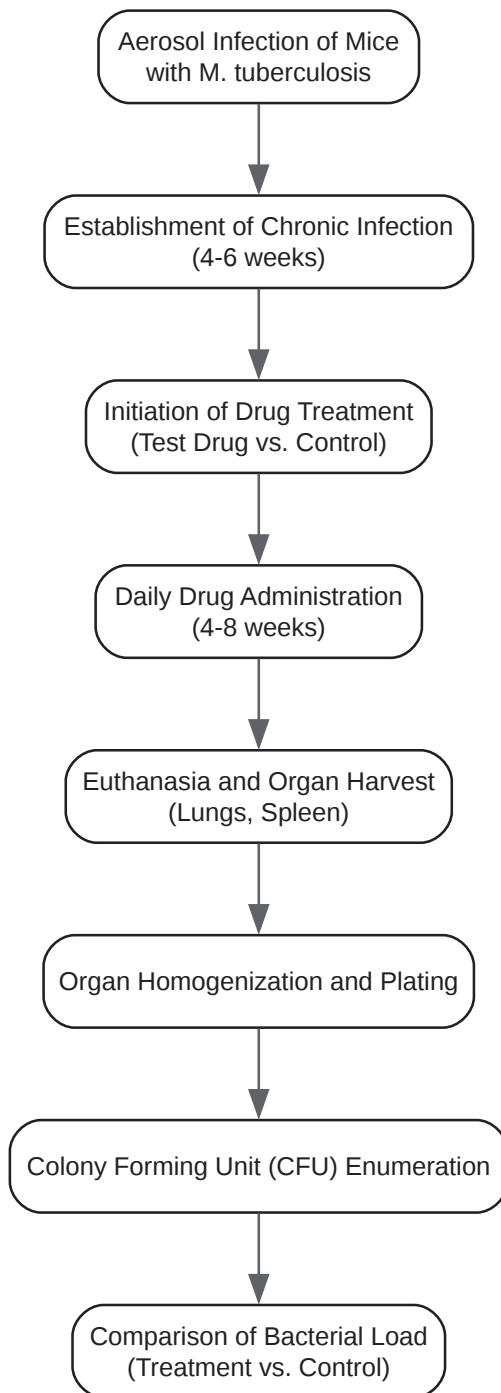 Aerosol Infection of Mice
with M. tuberculosis
Establishment of Chronic Infection
(4-6 weeks)
Initiation of Drug Treatment
(Test Drug vs. Control)
Daily Drug Administration
(4-8 weeks)
Euthanasia and Organ Harvest
(Lungs, Spleen)
Organ Homogenization and Plating
Colony Forming Unit (CFU) Enumeration
Comparison of Bacterial Load
(Treatment vs. Control)